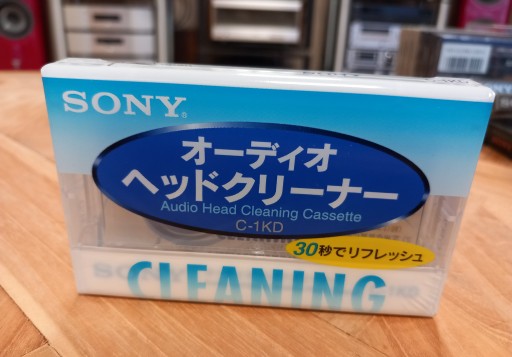 SONY
オーディオ
ヘッドクリーナー
Audio Head Cleaning Cassette
C-1KD
30秒でリフレッシュ
SONY
CLEANING